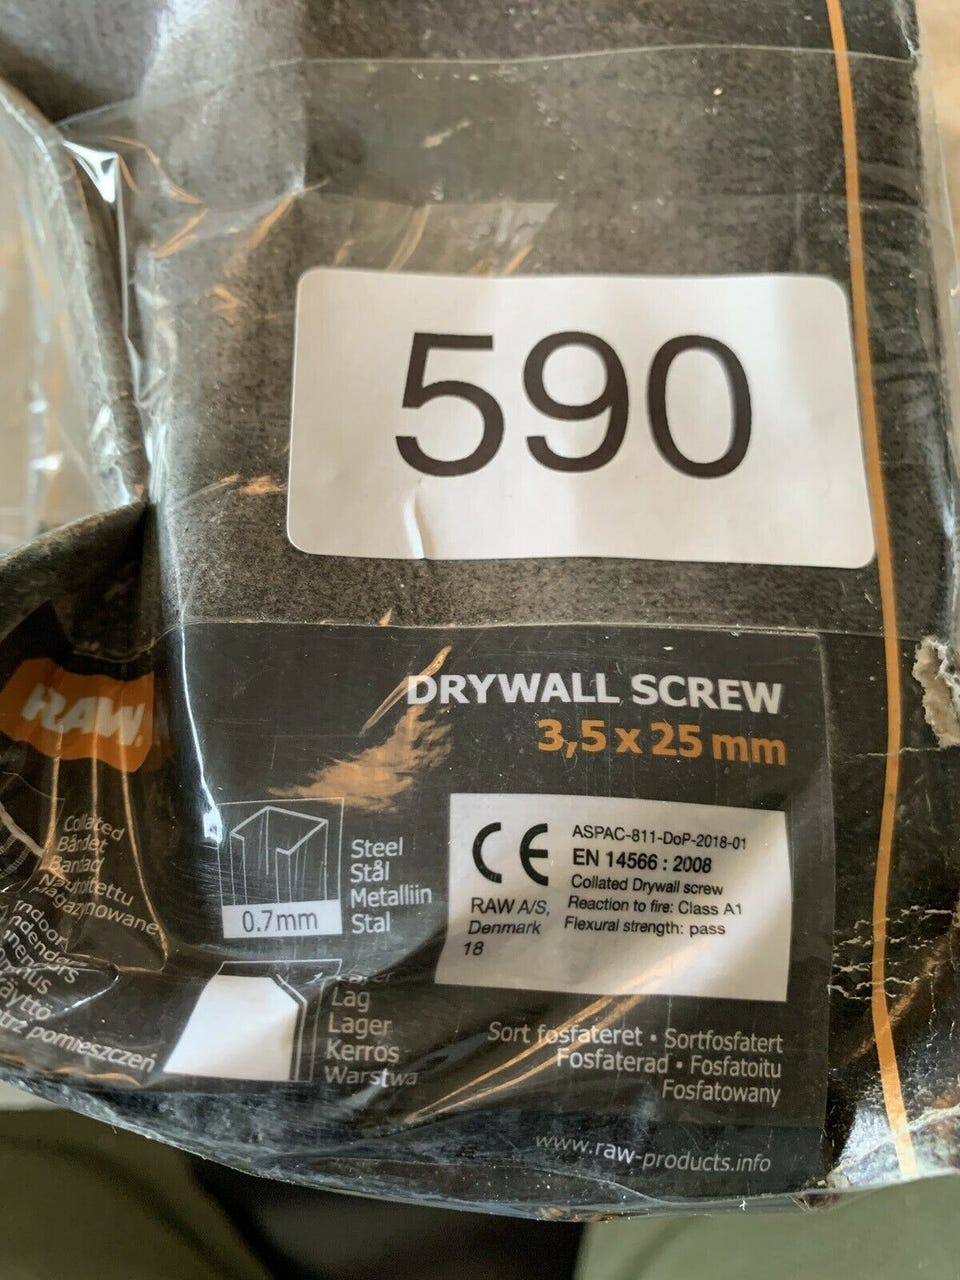 590
DRYWALL SCREW
3,5 x 25 mm
RAW
Collated
Båndet
Bandad
Steel
Stål
Metalliin
Stal
0.7mm
CE
RAW A/S,
Denmark
18
ASPAC-811-DoP-2018-01
EN 14566 : 2008
Collated Drywall screw
Reaction to fire: Class A1
Flexural strength: pass
Indoor
Lag
Lager
Kerros
Warstwa
pomieszczeń
Sort fosfateret • Sortfosfatert
Fosfaterad • Fosfatoitu
Fosfatowany
www.raw-products.info